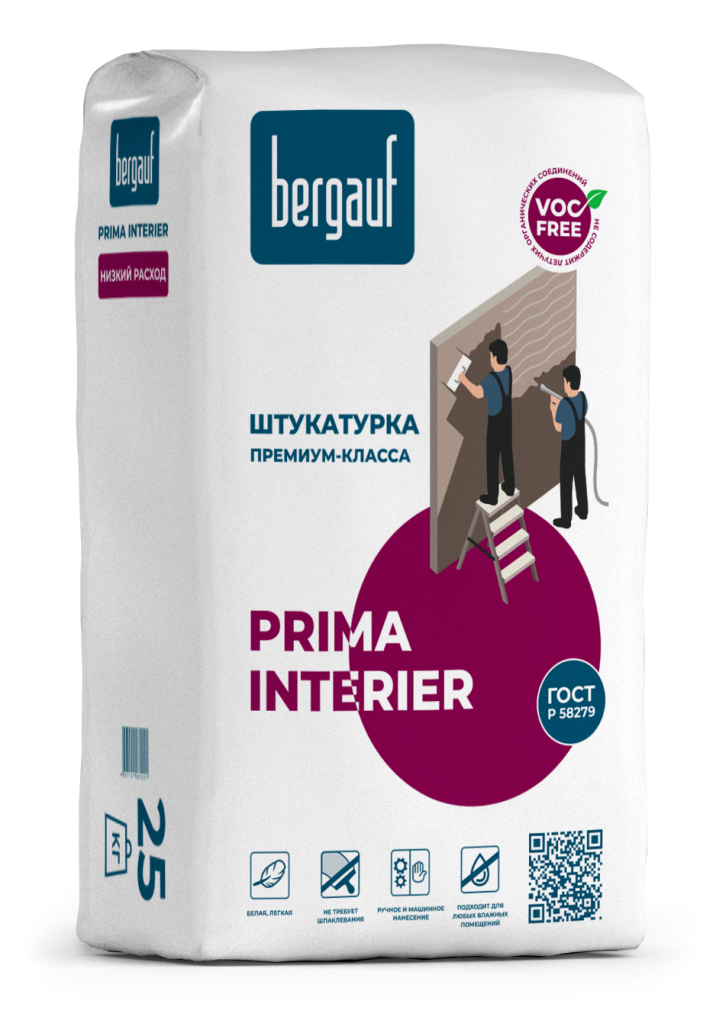 bergauf
PRIMA INTERIER
НИЗКИЙ РАСХОД
25
КГ
bergauf
VOC
FREE
НЕ СОДЕРЖИТ ЛЕТУЧИХ ОРГАНИЧЕСКИХ СОЕДИНЕНИЙ
ШТУКАТУРКА
ПРЕМИУМ-КЛАССА
PRIMA
INTERIER
ГОСТ
Р 58279
БЕЛАЯ, ЛЕГКАЯ
НЕ ТРЕБУЕТ
ШПАКЛЕВАНИЯ
РУЧНОЕ И МАШИННОЕ
НАНЕСЕНИЕ
ПОДХОДИТ ДЛЯ
ЛЮБЫХ ВЛАЖНЫХ
ПОМЕЩЕНИЙ